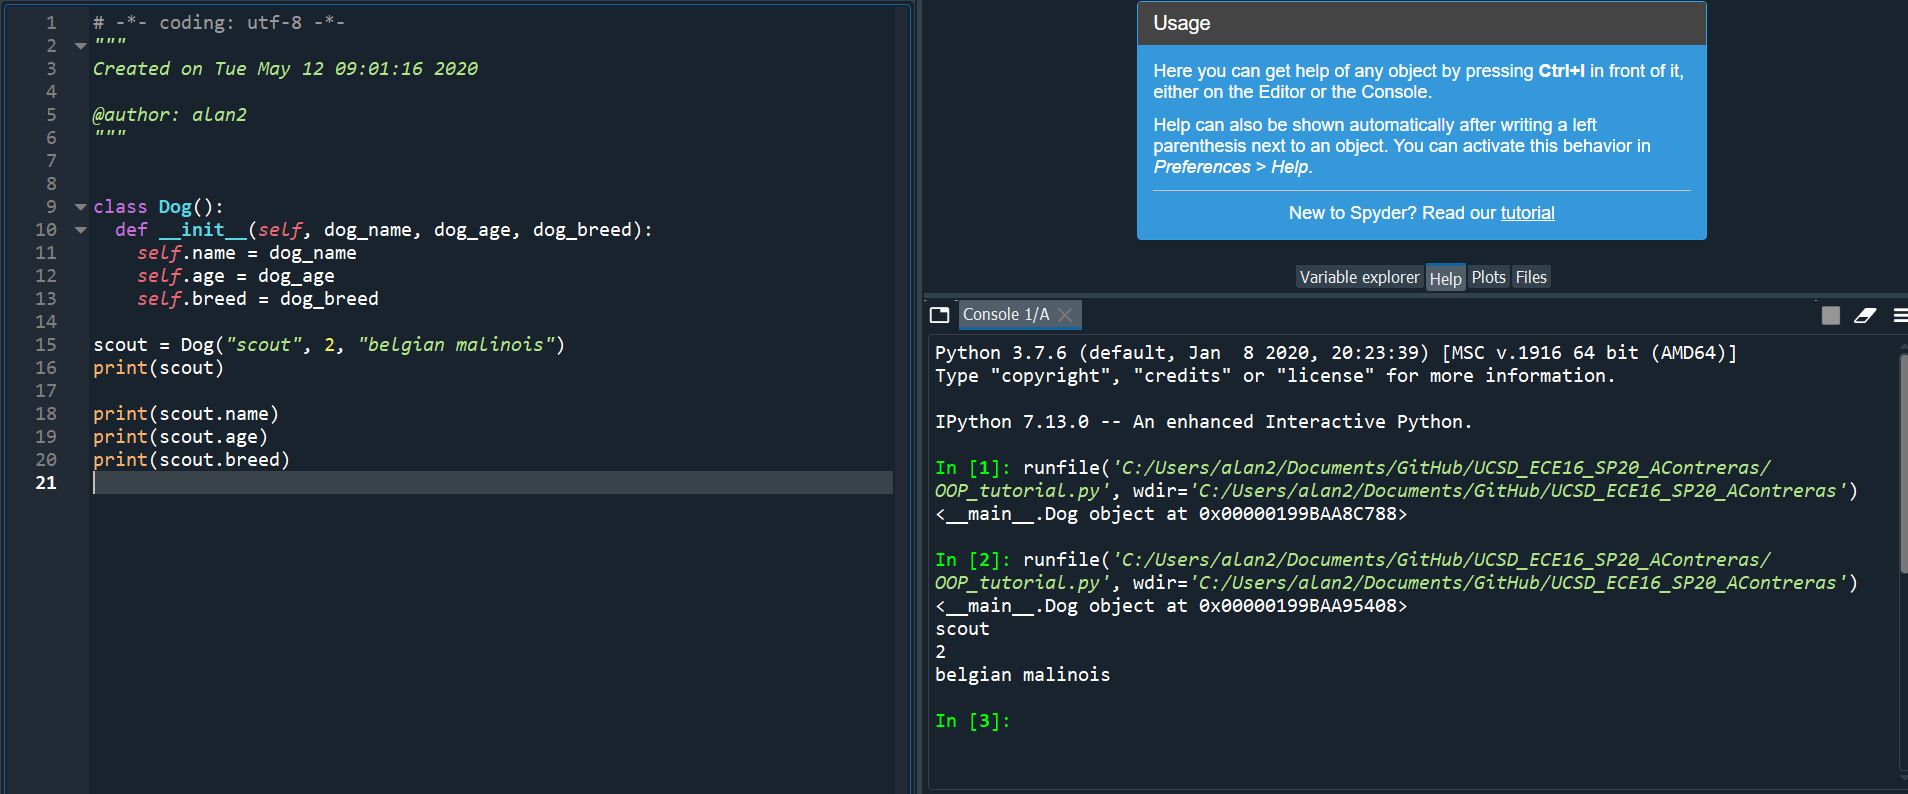 1 # -*- coding: utf-8 -*-
2 """
3 Created on Tue May 12 09:01:16 2020
4
5 @author: alan2
6 """
7
8
9 class Dog():
10   def __init__(self, dog_name, dog_age, dog_breed):
11     self.name = dog_name
12     self.age = dog_age
13     self.breed = dog_breed
14
15 scout = Dog("scout", 2, "belgian malinois")
16 print(scout)
17
18 print(scout.name)
19 print(scout.age)
20 print(scout.breed)
21
Usage
Here you can get help of any object by pressing Ctrl+I in front of it,
either on the Editor or the Console.
Help can also be shown automatically after writing a left
parenthesis next to an object. You can activate this behavior in
Preferences > Help.
New to Spyder? Read our tutorial
Variable explorer Help Plots Files
Console 1/A
Python 3.7.6 (default, Jan  8 2020, 20:23:39) [MSC v.1916 64 bit (AMD64)]
Type "copyright", "credits" or "license" for more information.
IPython 7.13.0 -- An enhanced Interactive Python.
In [1]: runfile('C:/Users/alan2/Documents/GitHub/UCSD_ECE16_SP20_AContreras/
OOP_tutorial.py', wdir='C:/Users/alan2/Documents/GitHub/UCSD_ECE16_SP20_AContreras')
<__main__.Dog object at 0x00000199BAA8C788>
In [2]: runfile('C:/Users/alan2/Documents/GitHub/UCSD_ECE16_SP20_AContreras/
OOP_tutorial.py', wdir='C:/Users/alan2/Documents/GitHub/UCSD_ECE16_SP20_AContreras')
<__main__.Dog object at 0x00000199BAA95408>
scout
2
belgian malinois
In [3]: